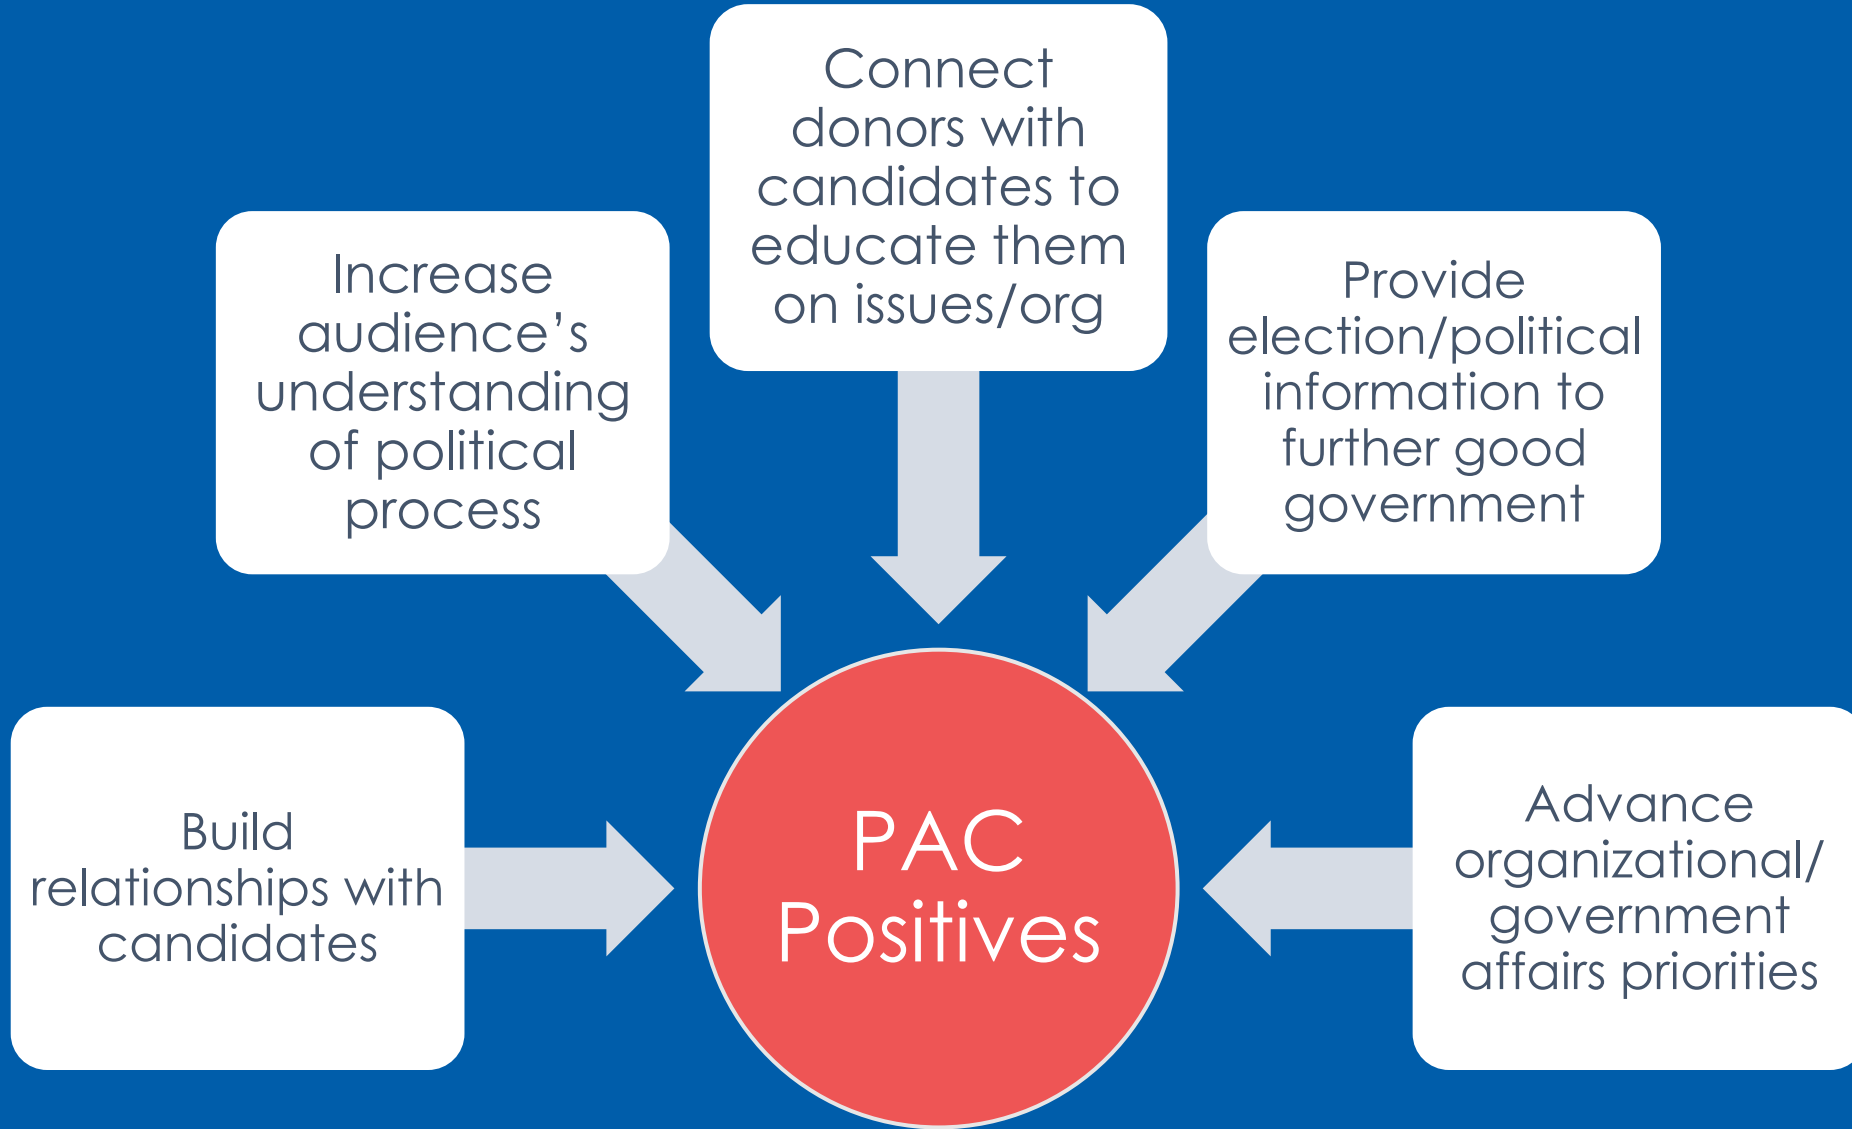 Connect
donors with
candidates to
educate them
on issues/org
Increase
audience’s
understanding
of political
process
Provide
election/political
information to
further good
government
Build
relationships with
candidates
PAC
Positives
Advance
organizational/
government
affairs priorities